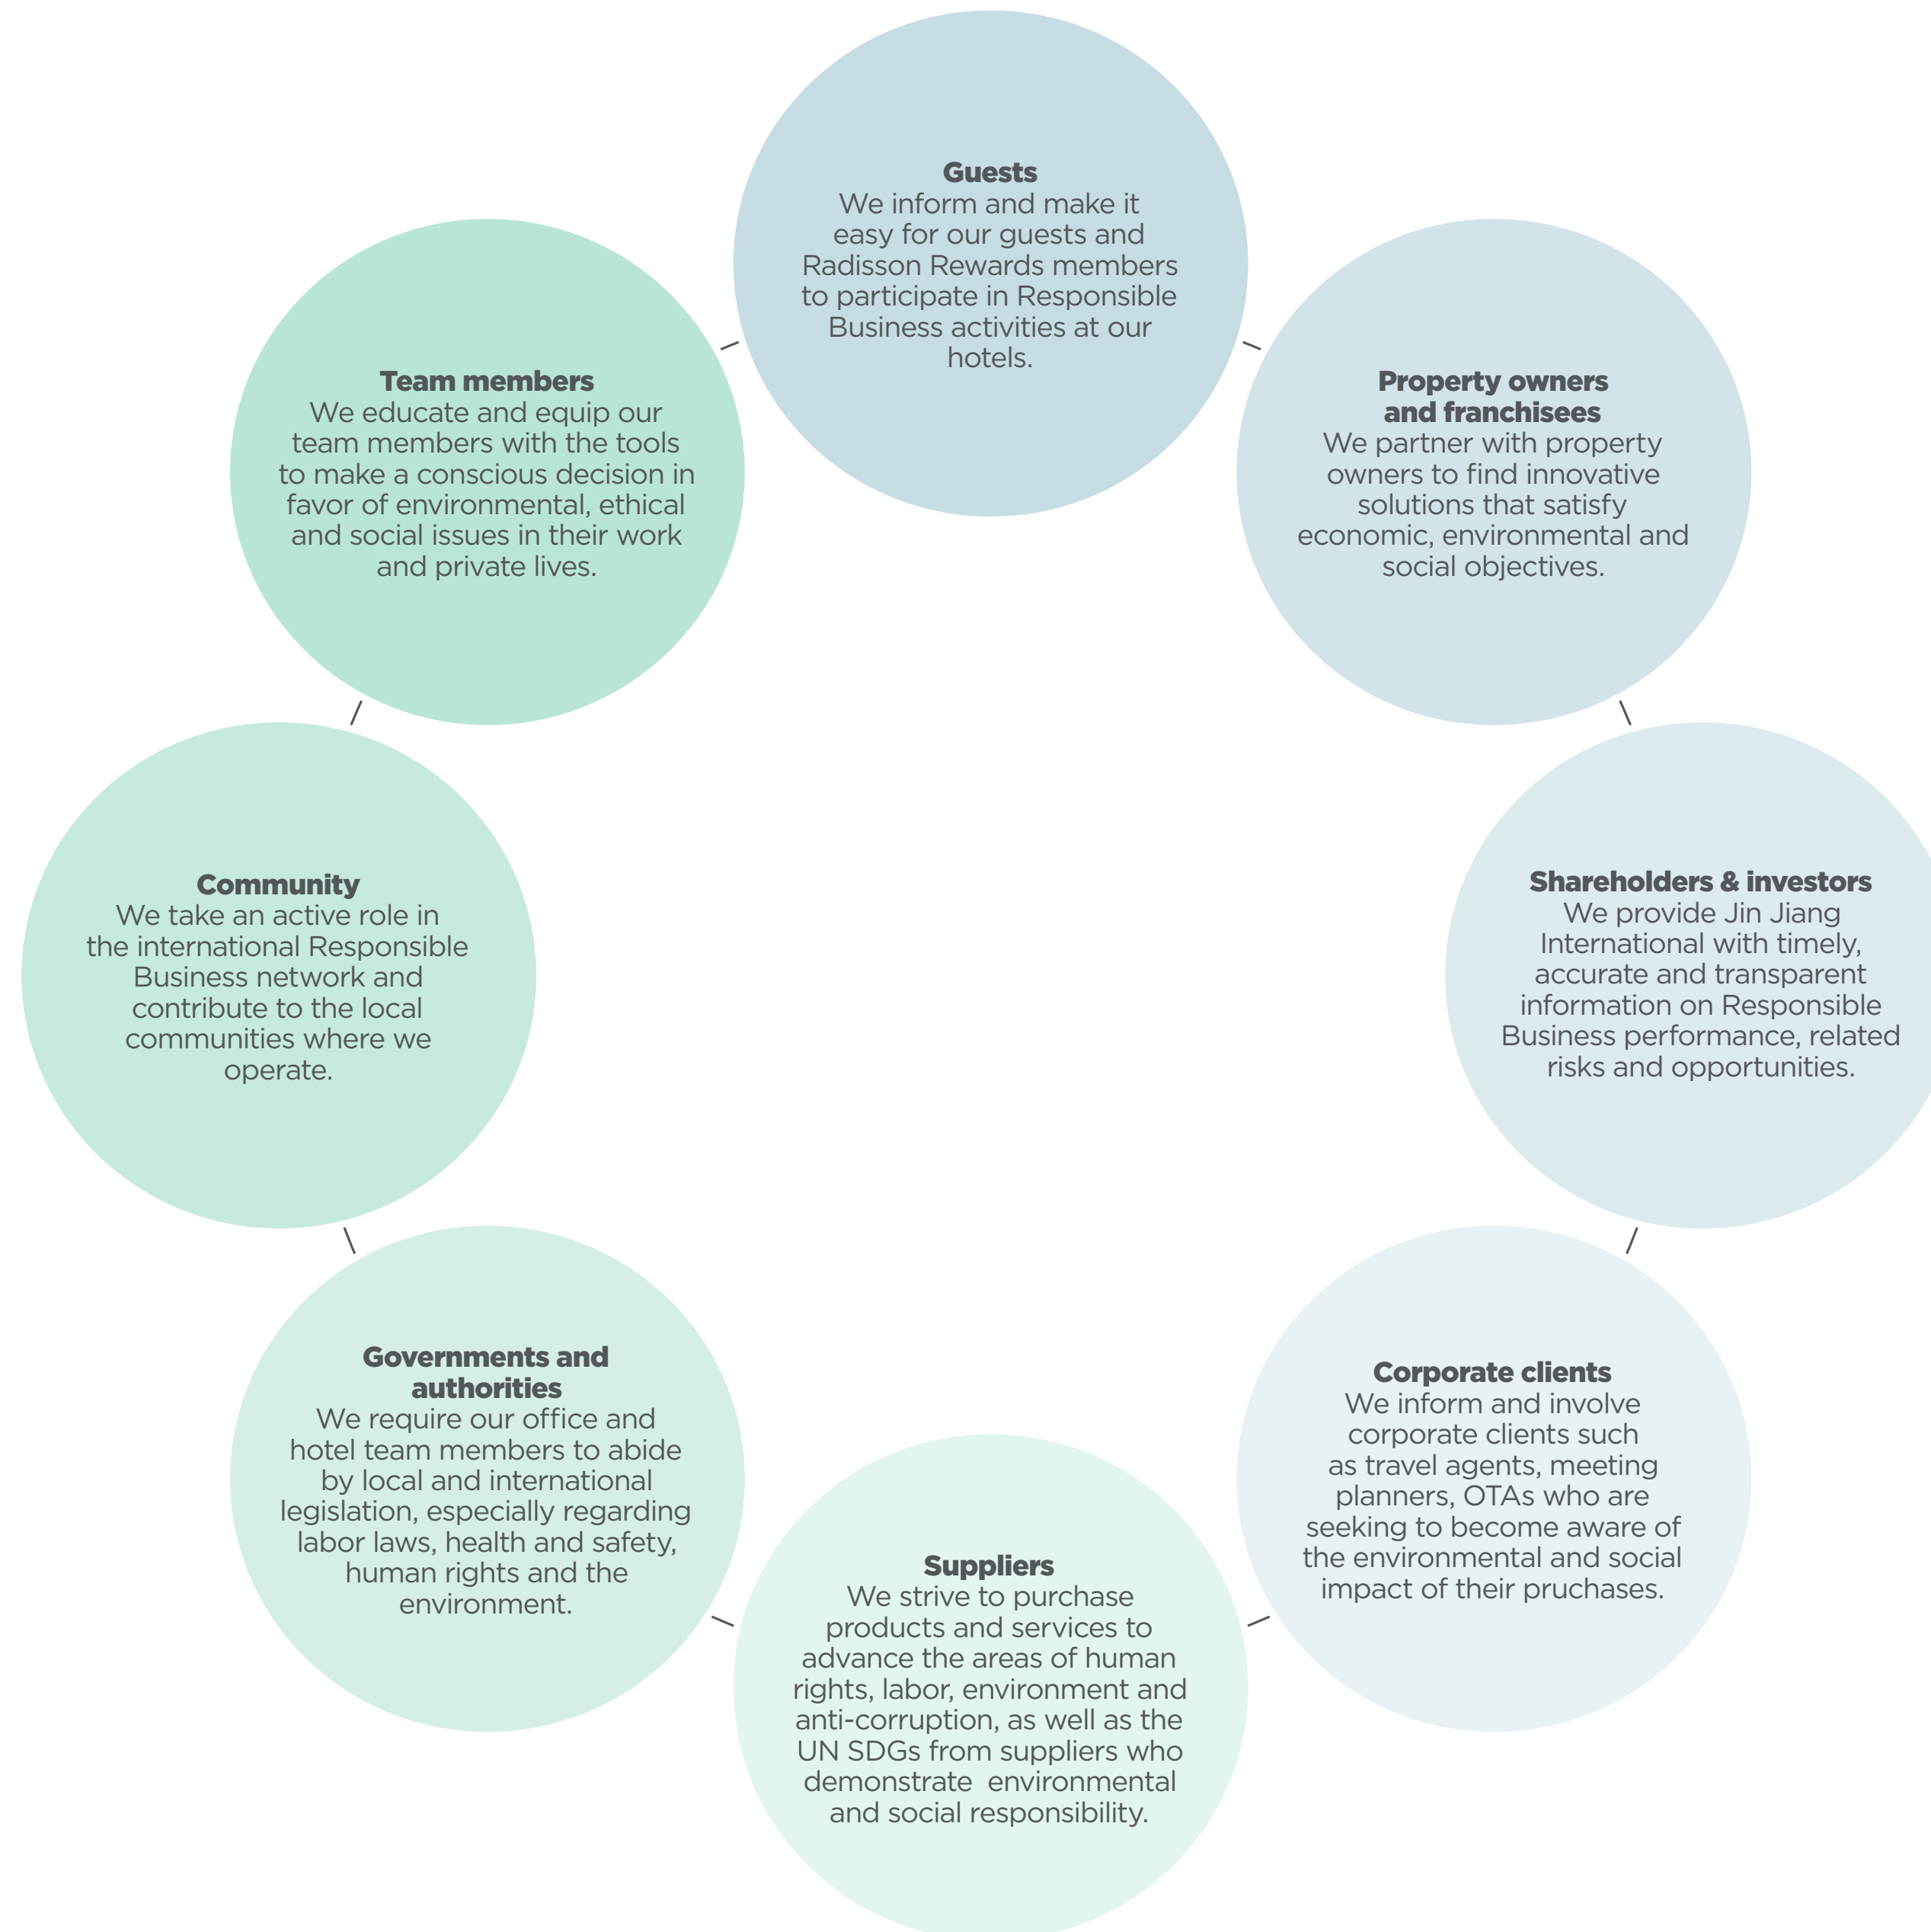 Guests
We inform and make it
easy for our guests and
Radisson Rewards members
to participate in Responsible
Business activities at our
hotels.
Property owners
and franchisees
We partner with property
owners to find innovative
solutions that satisfy
economic, environmental and
social objectives.
Shareholders & investors
We provide Jin Jiang
International with timely,
accurate and transparent
information on Responsible
Business performance, related
risks and opportunities.
Corporate clients
We inform and involve
corporate clients such
as travel agents, meeting
planners, OTAs who are
seeking to become aware of
the environmental and social
impact of their pruchases.
Suppliers
We strive to purchase
products and services to
advance the areas of human
rights, labor, environment and
anti-corruption, as well as the
UN SDGs from suppliers who
demonstrate  environmental
and social responsibility.
Governments and
authorities
We require our office and
hotel team members to abide
by local and international
legislation, especially regarding
labor laws, health and safety,
human rights and the
environment.
Community
We take an active role in
the international Responsible
Business network and
contribute to the local
communities where we
operate.
Team members
We educate and equip our
team members with the tools
to make a conscious decision in
favor of environmental, ethical
and social issues in their work
and private lives.